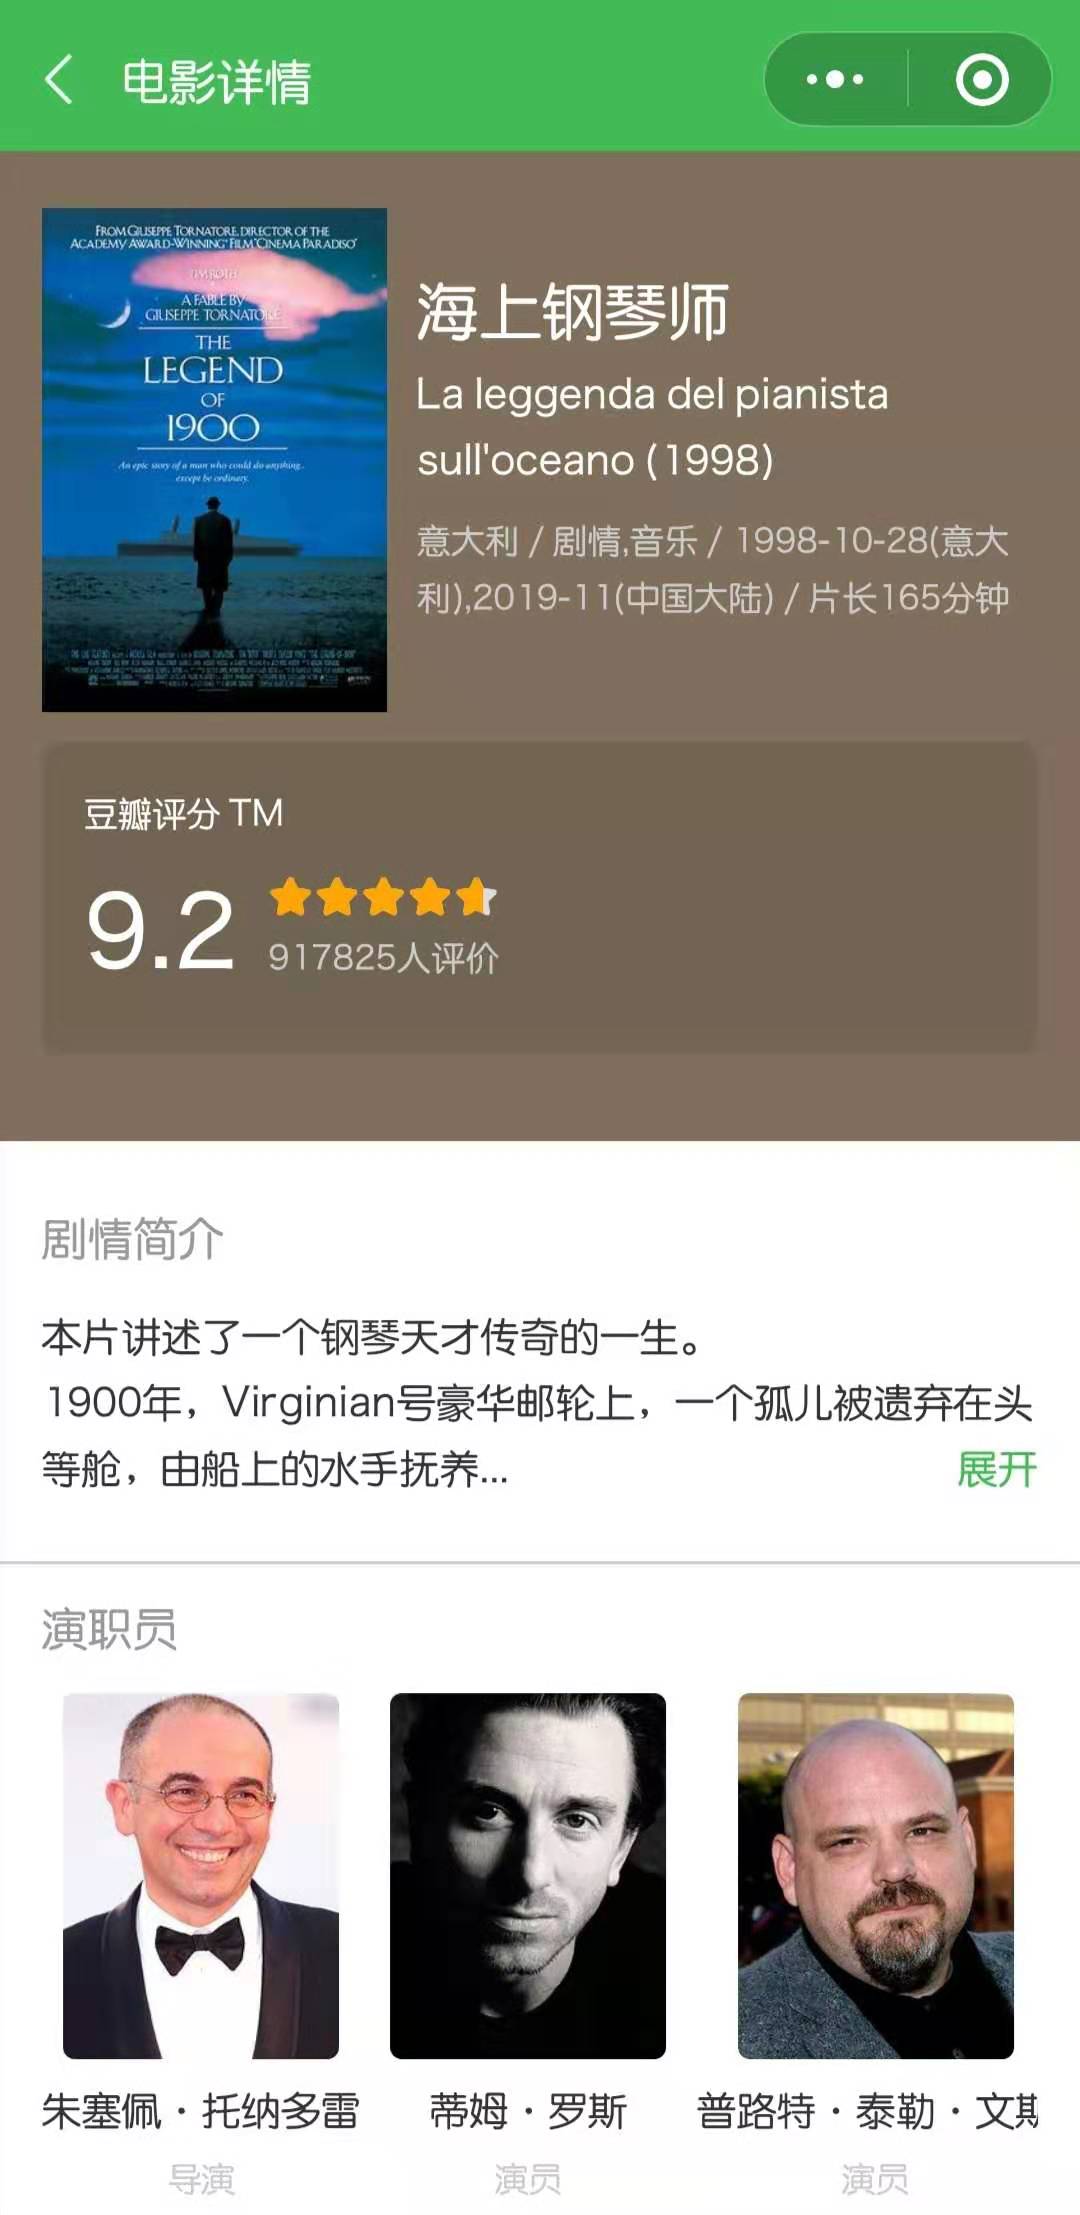 电影详情
FROM GIUSEPPE TORNATORE, DIRECTOR OF THE
ACADEMY AWARD-WINNING FILM "CINEMA PARADISO"
TIM ROTH
A FABLE BY
GIUSEPPE TORNATORE
THE
LEGEND
OF
1900
An epic story of a man who could do anything...
except be ordinary.
海上钢琴师
La leggenda del pianista
sull'oceano (1998)
意大利 / 剧情,音乐 / 1998-10-28(意大
利),2019-11(中国大陆) / 片长165分钟
豆瓣评分 TM
9.2
917825人评价
剧情简介
本片讲述了一个钢琴天才传奇的一生。
1900年，Virginian号豪华邮轮上，一个孤儿被遗弃在头
等舱，由船上的水手抚养...
展开
演职员
朱塞佩·托纳多雷
蒂姆·罗斯
普路特·泰勒·文斯
导演
演员
演员